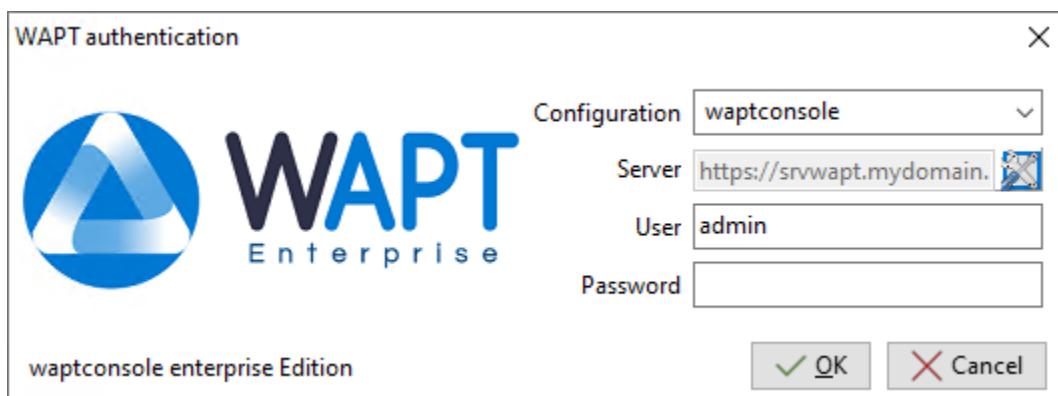 WAPT authentication
Configuration waptconsole
WAPT
Enterprise
Server https://srvwapt.mydomain.
User admin
Password
waptconsole enterprise Edition
OK Cancel